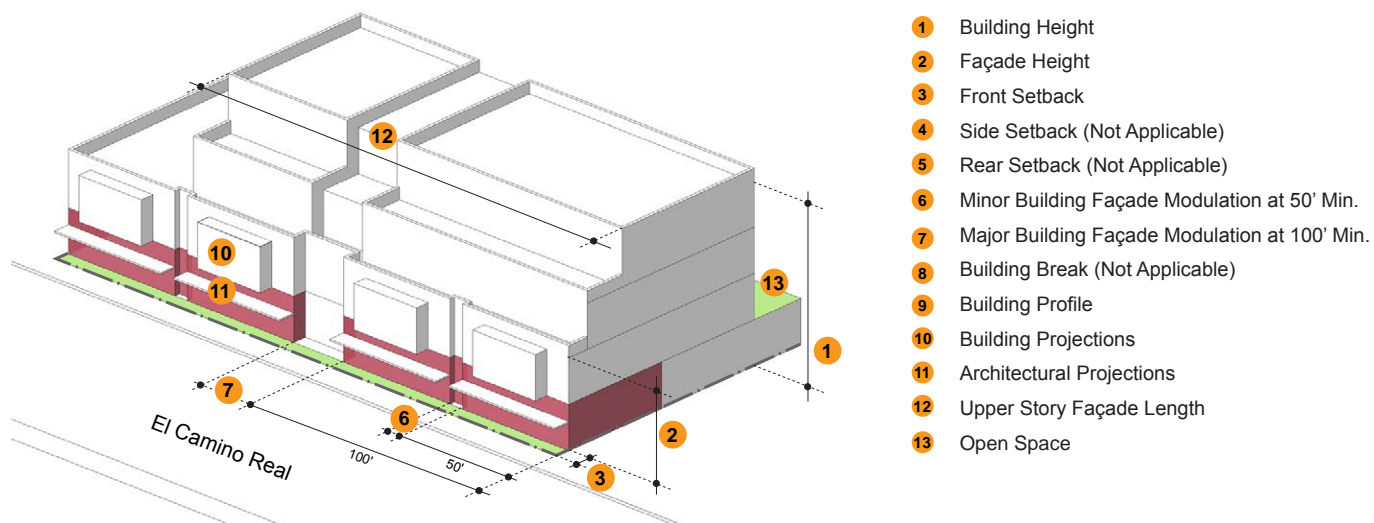 12
10
11
13
1
7
6
2
3
El Camino Real
100'
50'
1 Building Height
2 Façade Height
3 Front Setback
4 Side Setback (Not Applicable)
5 Rear Setback (Not Applicable)
6 Minor Building Façade Modulation at 50’ Min.
7 Major Building Façade Modulation at 100’ Min.
8 Building Break (Not Applicable)
9 Building Profile
10 Building Projections
11 Architectural Projections
12 Upper Story Façade Length
13 Open Space